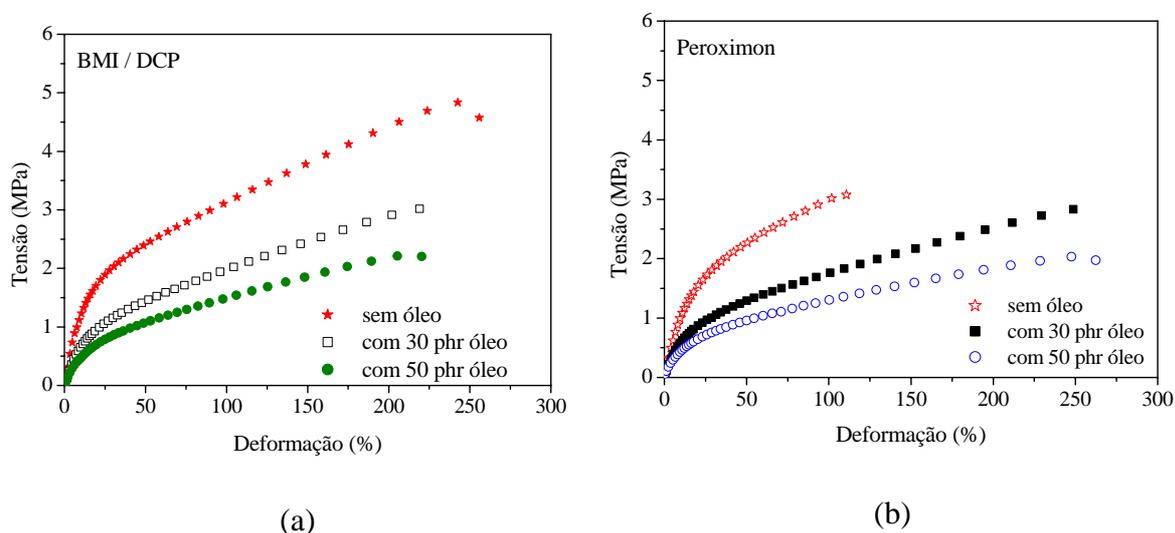 BMI / DCP
6
5
4
3
2
1
0
Tensão (MPa)
sem óleo
com 30 phr óleo
com 50 phr óleo
0 50 100 150 200 250 300
Deformação (%)
(a)
Peroximon
6
5
4
3
2
1
0
Tensão (MPa)
sem óleo
com 30 phr óleo
com 50 phr óleo
0 50 100 150 200 250 300
Deformação (%)
(b)